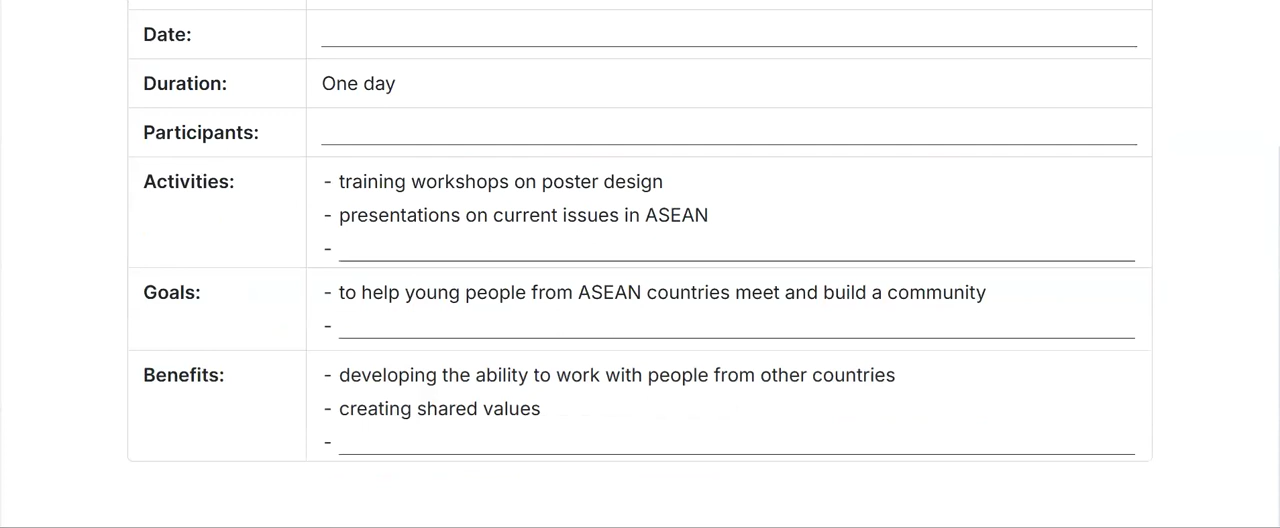 Date:
Duration: One day
Participants:
Activities: - training workshops on poster design
- presentations on current issues in ASEAN
-
Goals: - to help young people from ASEAN countries meet and build a community
-
Benefits: - developing the ability to work with people from other countries
- creating shared values
-